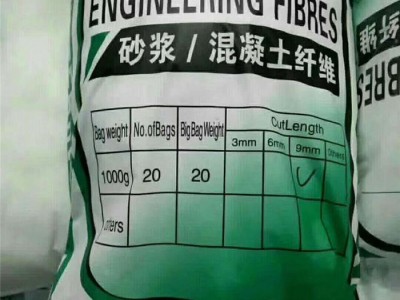 ENGINEERING FIBRES
砂浆 / 混凝土纤维
Bag weight No.ofBags Big Bag Weight CutLength
3mm 6mm 9mm
1000g 20 20 ✓